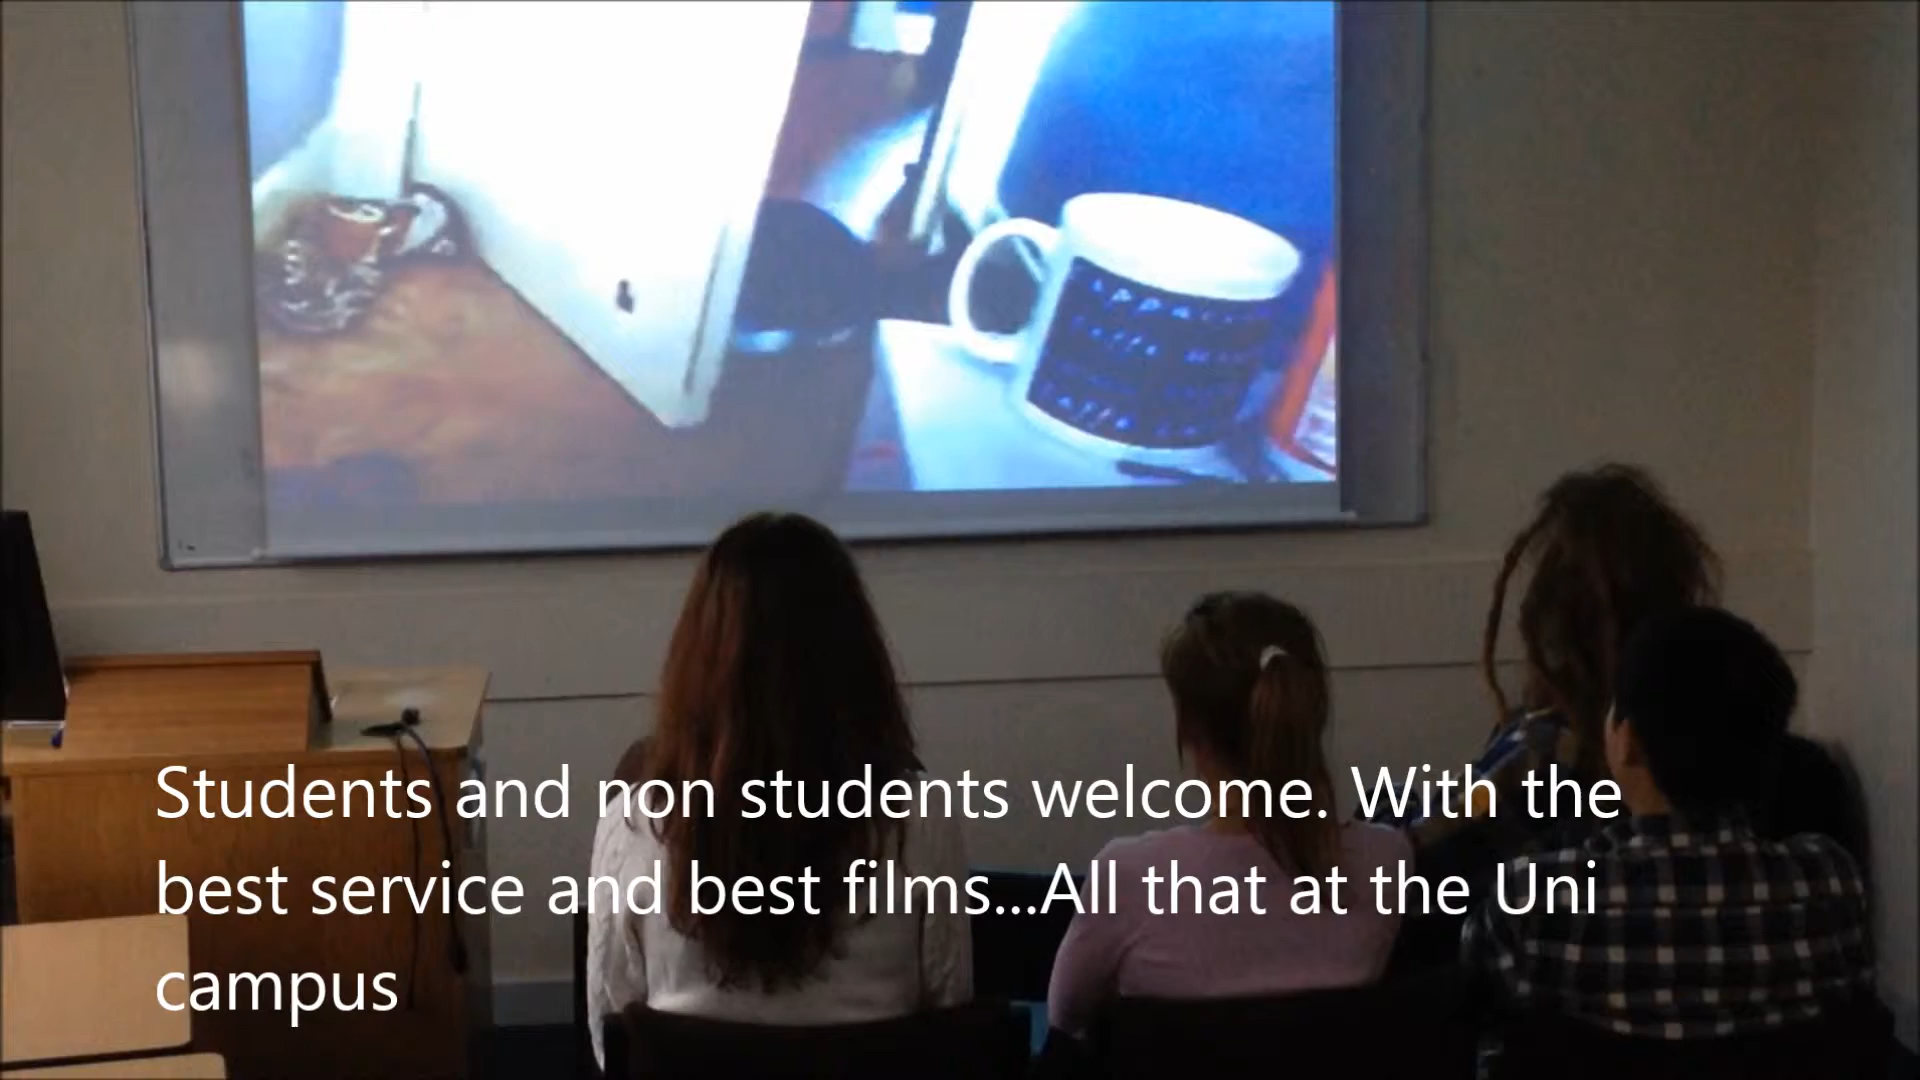 Students and non students welcome. With the
best service and best films...All that at the Uni
campus